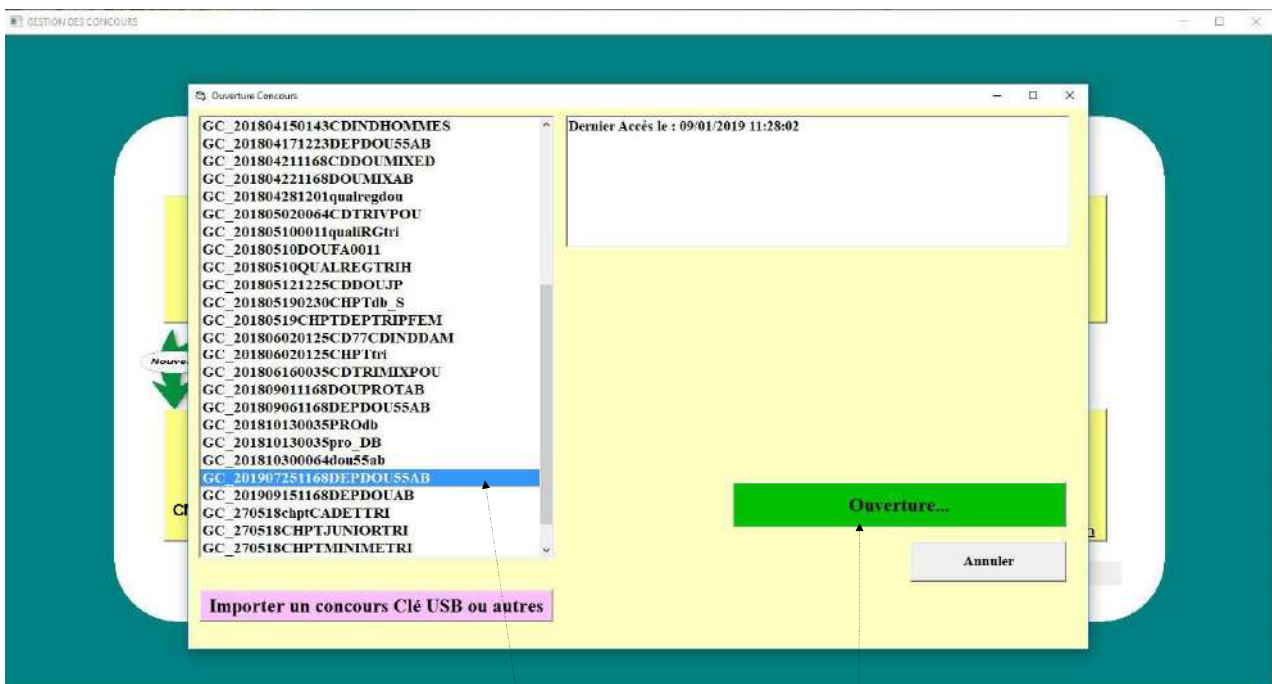 GESTION DES CONCOURS
Ouverture Concours
GC_201804150143CDINDHOMMES
GC_201804171223DEPDOU55AB
GC_201804211168CDDOUMIXED
GC_201804221168DOUMIXAB
GC_201804281201qualregdou
GC_201805020064CDTRIVPOU
GC_201805100011qualiRGtri
GC_20180510DOUFA0011
GC_20180510QUALREGTRIH
GC_201805121225CDDOUJP
GC_201805190230CHPTdb_S
GC_20180519CHPTDEPTRIPFEM
GC_201806020125CD77CDINDDAM
GC_201806020125CHPTtri
GC_201806160035CDTRIMIXPOU
GC_201809011168DOUPROTAB
GC_201809061168DEPDOU55AB
GC_201810130035PROdb
GC_201810130035pro_DB
GC_201810300064dou55ab
GC_201907251168DEPDOU55AB
GC_201909151168DEPDOUAB
GC_270518chptCADETTRI
GC_270518CHPTJUNIORTRI
GC_270518CHPTMINIMETRI
Dernier Accès le : 09/01/2019 11:28:02
Nouve
Cl
n
Ouverture...
Annuler
Importer un concours Clé USB ou autres